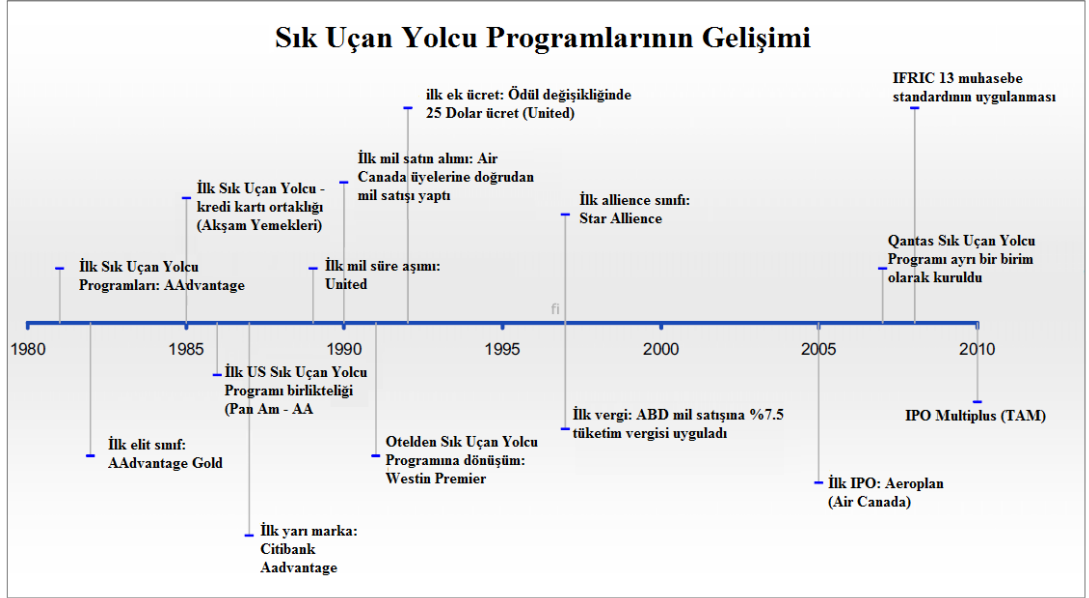 Sık Uçan Yolcu Programlarının Gelişimi
IFRIC 13 muhasebe
standardının uygulanması
ilk ek ücret: Ödül değişikliğinde
25 Dolar ücret (United)
İlk mil satın alımı: Air
Canada üyelerine doğrudan
mil satışı yaptı
İlk Sık Uçan Yolcu -
kredi kartı ortaklığı
(Akşam Yemekleri)
İlk allience sınıfı:
Star Allience
Qantas Sık Uçan Yolcu
Programı ayrı bir birim
olarak kuruldu
İlk Sık Uçan Yolcu
Programları: AAdvantage
İlk mil süre aşımı:
United
fi
1980 1985 1990 1995 2000 2005 2010
İlk US Sık Uçan Yolcu
Programı birlikteliği
(Pan Am - AA
İlk elit sınıf:
AAdvantage Gold
Otelden Sık Uçan Yolcu
Programına dönüşüm:
Westin Premier
İlk vergi: ABD mil satışına %7.5
tüketim vergisi uyguladı
IPO Multiplus (TAM)
İlk IPO: Aeroplan
(Air Canada)
İlk yarı marka:
Citibank
Aadvantage